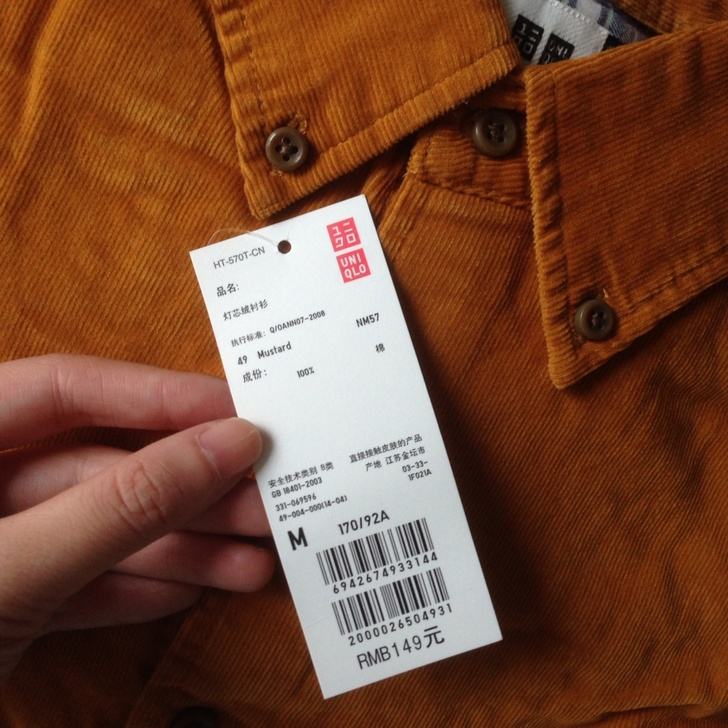 HT-570T-CN
ユニ
クロ
UNI
QLO
品名:
灯芯绒衬衫
执行标准: Q/OANN07-2008 NM57
49 Mustard
成份: 100% 棉
安全技术类别 B类 直接接触皮肤的产品
GB 18401-2003 产地 江苏金坛市
331-069596 03-33-
49-004-000(14-04) 1F021A
M 170/92A
6942674933144
2000026504931
RMB149元